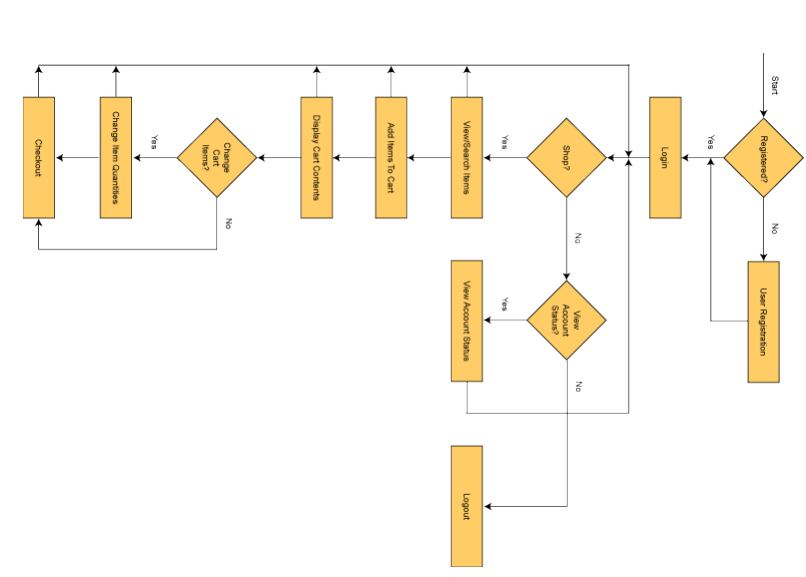 Start
Registered?
No
User Registration
Yes
Login
Shop?
No
View
Account
Status?
No
Logout
Yes
View Account Status
Yes
View/Search Items
Add Items To Cart
Display Cart Contents
Change
Cart
Items?
No
Yes
Change Item Quantities
Checkout